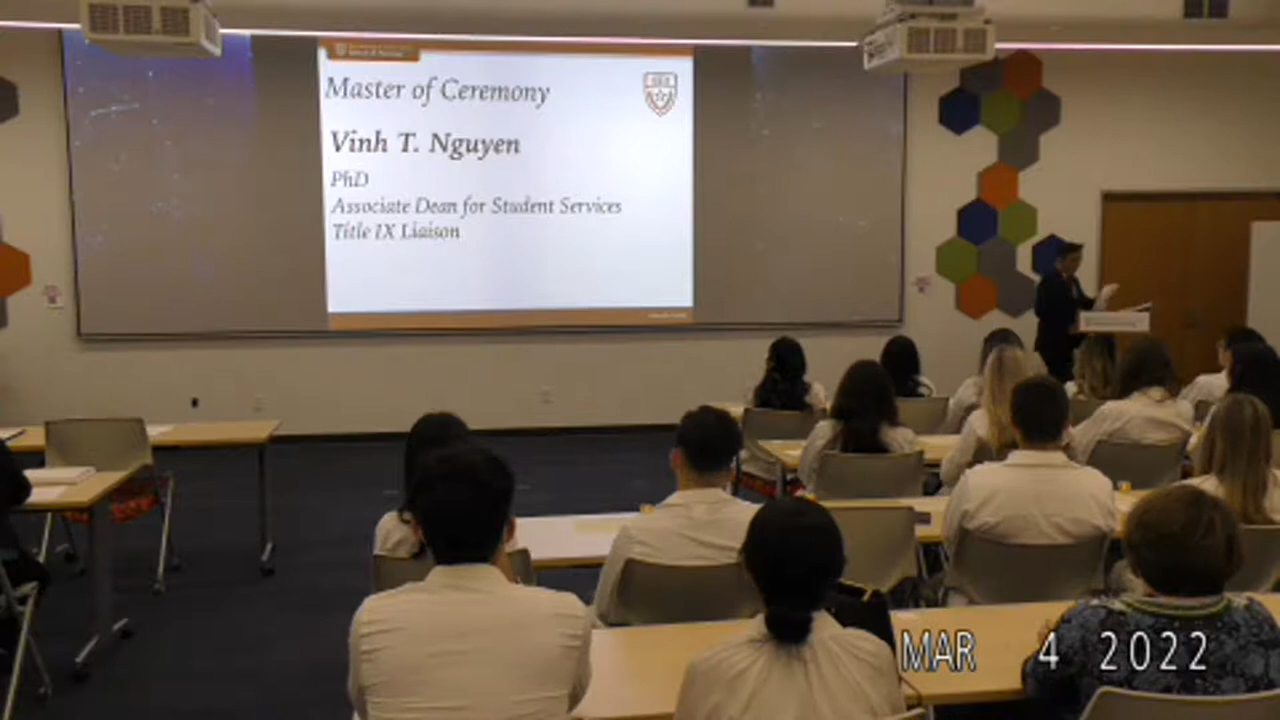 Master of Ceremony
Vinh T. Nguyen
PhD
Associate Dean for Student Services
Title IX Liaison
MAR 4 2022